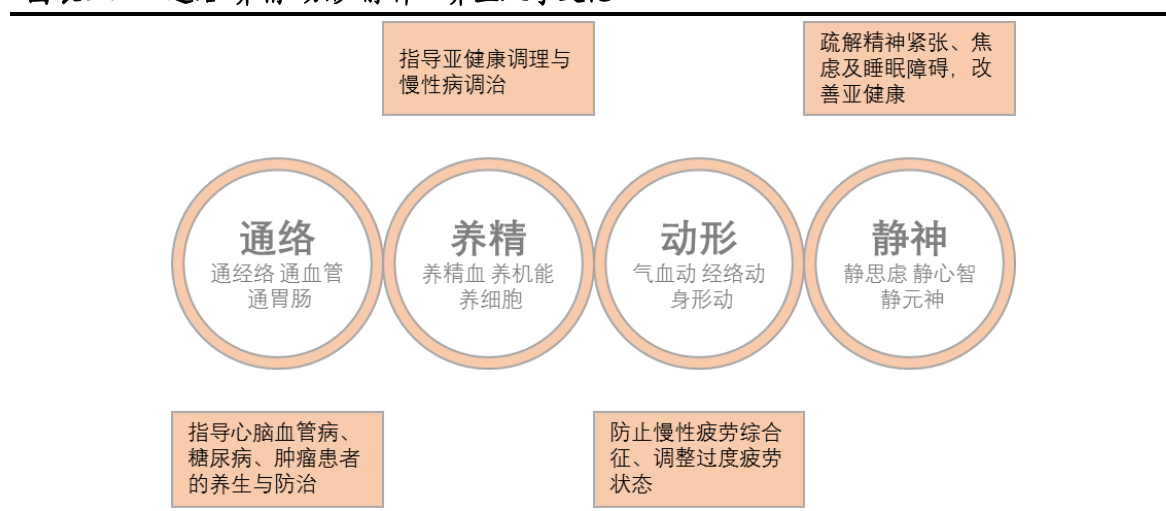 指导亚健康调理与
慢性病调治
疏解精神紧张、焦
虑及睡眠障碍，改
善亚健康
通络
通经络 通血管
通胃肠
养精
养精血 养机能
养细胞
动形
气血动 经络动
身形动
静神
静思虑 静心智
静元神
指导心脑血管病、
糖尿病、肿瘤患者
的养生与防治
防止慢性疲劳综合
征、调整过度疲劳
状态